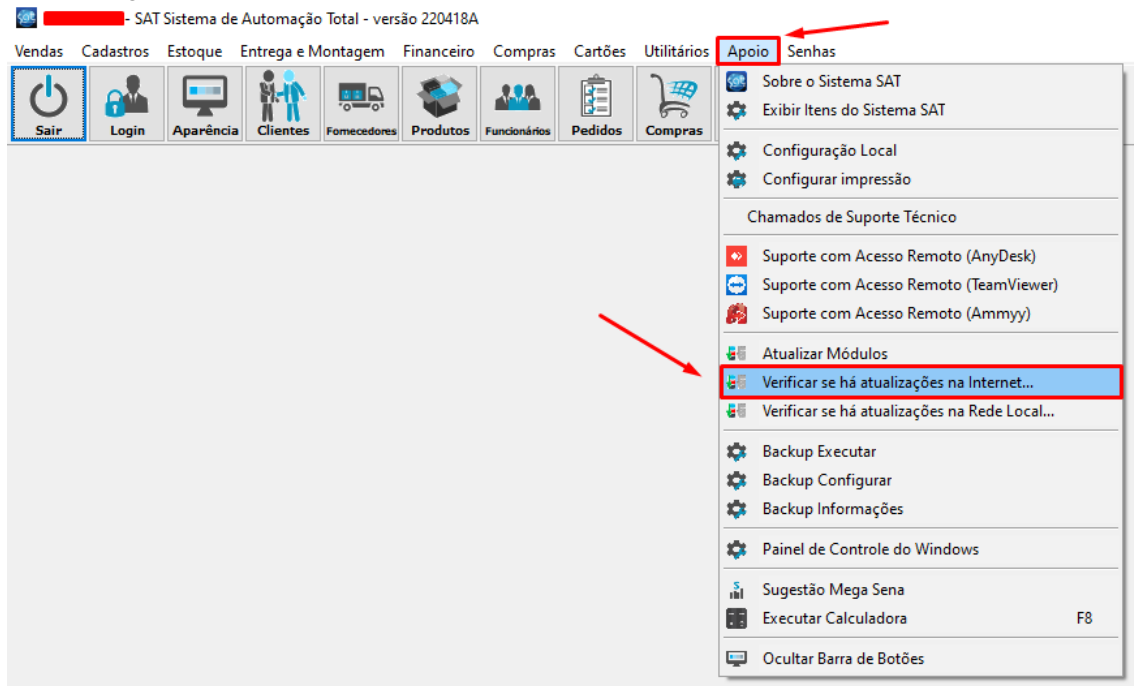 - SAT Sistema de Automação Total - versão 220418A
Vendas Cadastros Estoque Entrega e Montagem Financeiro Compras Cartões Utilitários Apoio Senhas
Sair Login Aparência Clientes Fornecedores Produtos Funcionários Pedidos Compras
Sobre o Sistema SAT
Exibir Itens do Sistema SAT
Configuração Local
Configurar impressão
Chamados de Suporte Técnico
Suporte com Acesso Remoto (AnyDesk)
Suporte com Acesso Remoto (TeamViewer)
Suporte com Acesso Remoto (Ammyy)
Atualizar Módulos
Verificar se há atualizações na Internet...
Verificar se há atualizações na Rede Local...
Backup Executar
Backup Configurar
Backup Informações
Painel de Controle do Windows
Sugestão Mega Sena
Executar Calculadora F8
Ocultar Barra de Botões